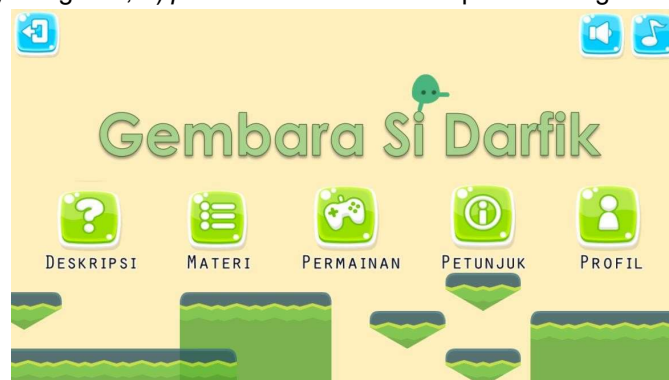 Gembara Si Darfik
DESKRIPSI
MATERI
PERMAINAN
PETUNJUK
PROFIL